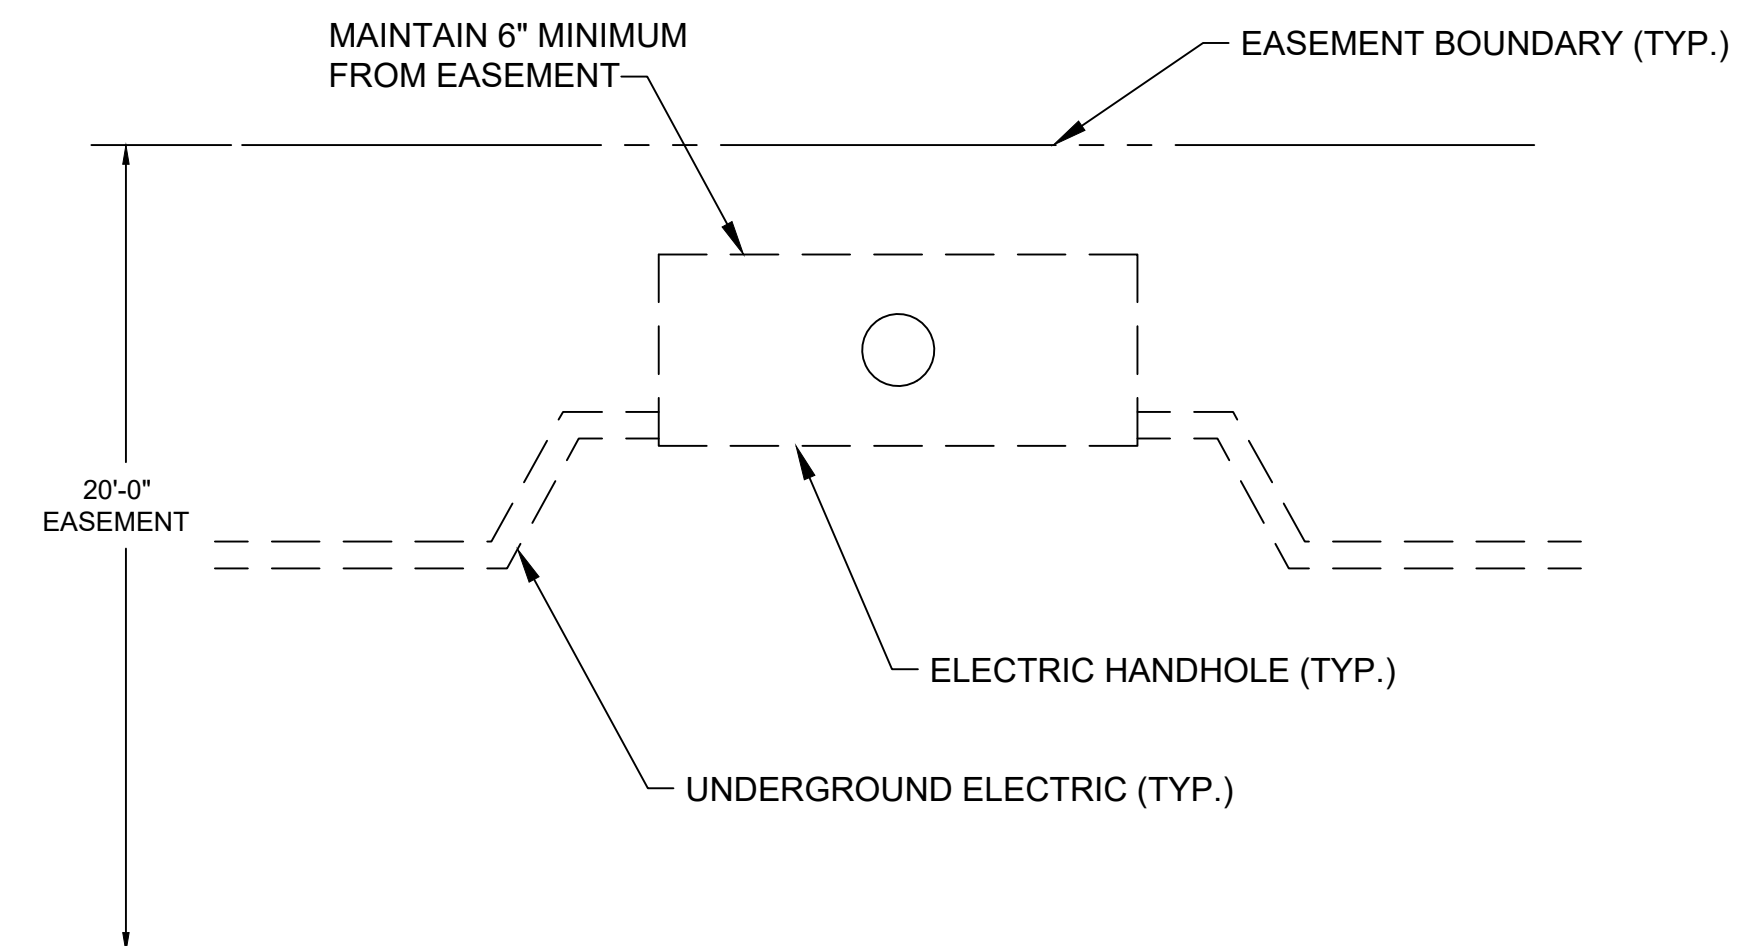 MAINTAIN 6" MINIMUM
FROM EASEMENT
EASEMENT BOUNDARY (TYP.)
20'-0"
EASEMENT
ELECTRIC HANDHOLE (TYP.)
UNDERGROUND ELECTRIC (TYP.)